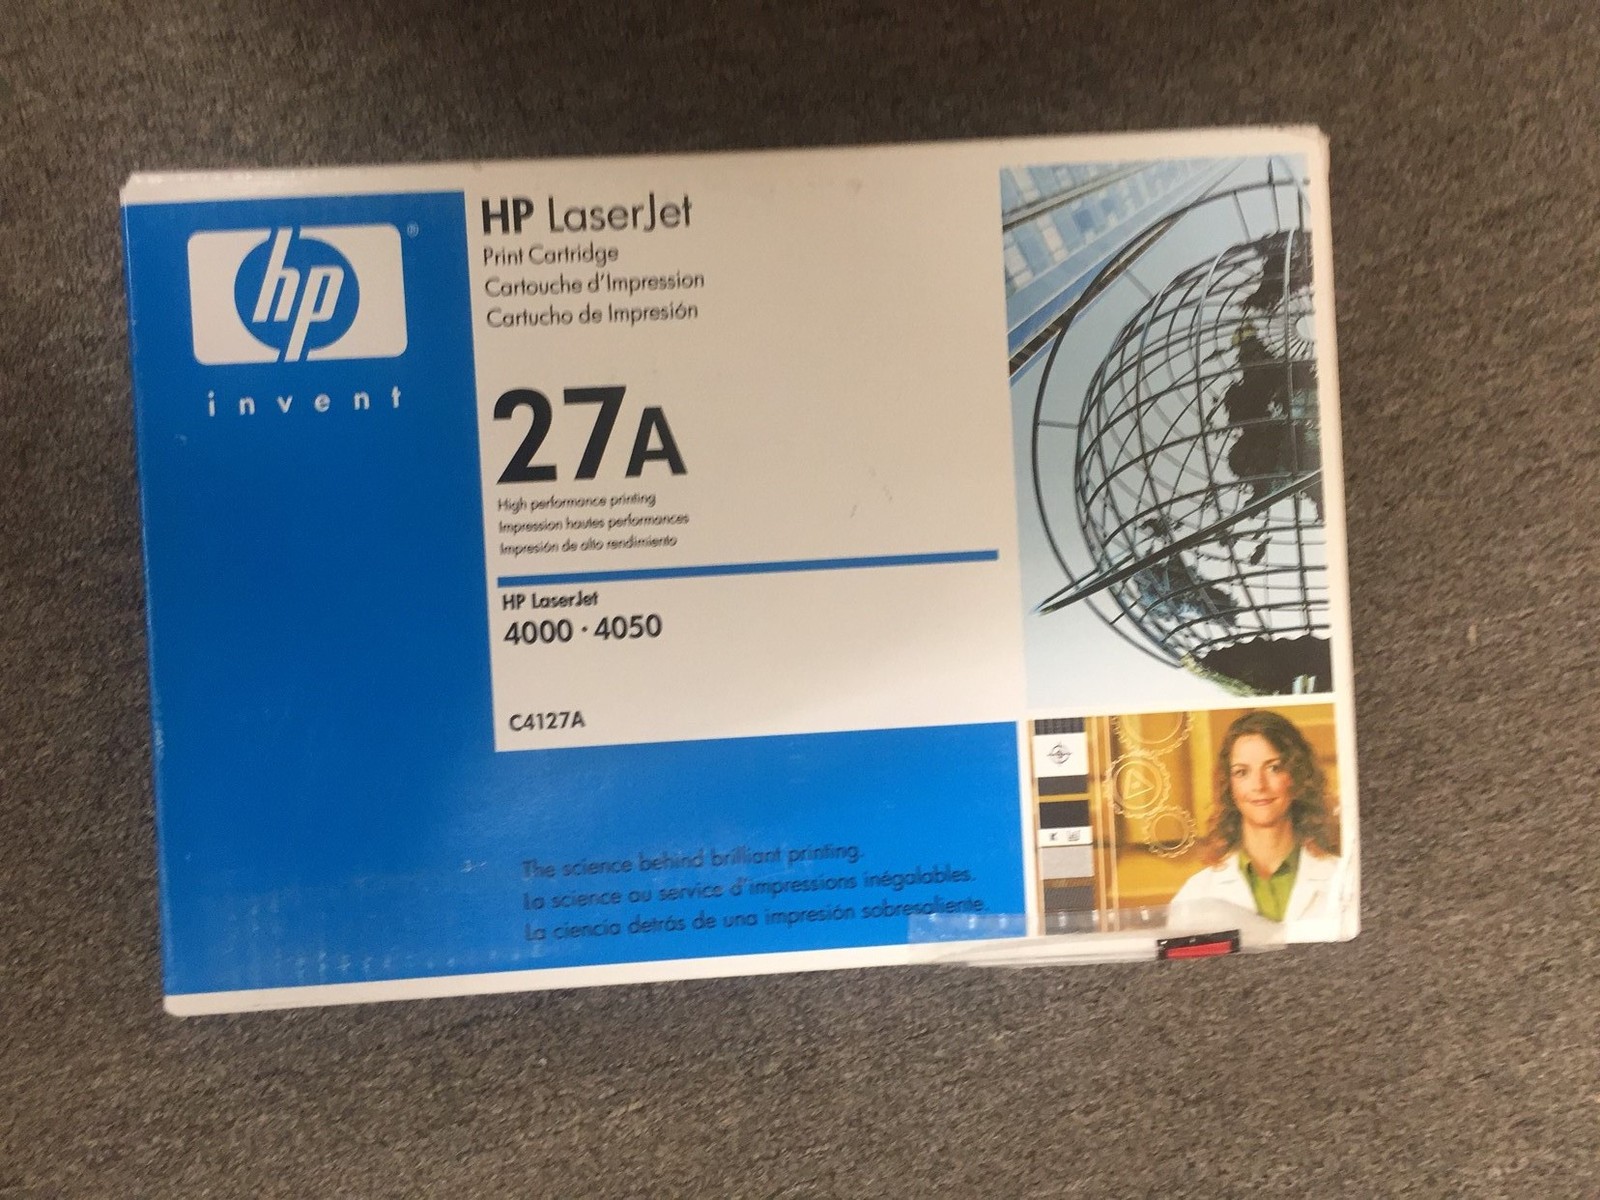 hp®
invent
HP LaserJet
Print Cartridge
Cartouche d'Impression
Cartucho de Impresión
27A
High performance printing
Impression hautes performances
Impresión de alto rendimiento
HP LaserJet
4000 · 4050
C4127A
The science behind brilliant printing.
La science au service d'impressions inégalables.
La ciencia detrás de una impresión sobresaliente.
K